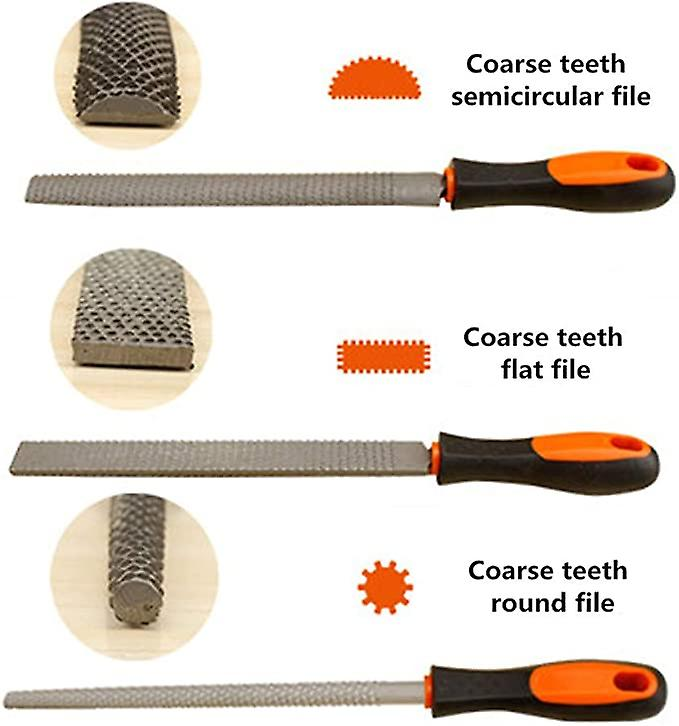 Coarse teeth
semicircular file
Coarse teeth
flat file
Coarse teeth
round file